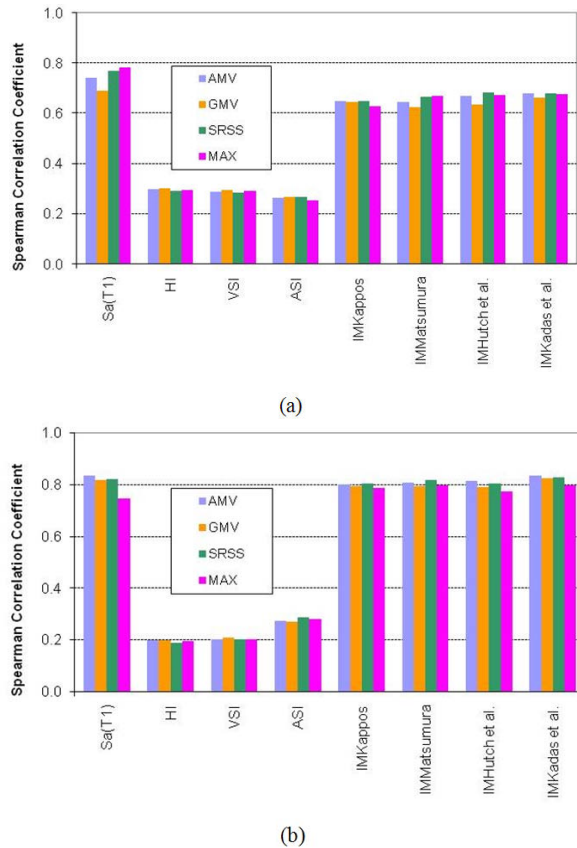 1.0
0.8
0.6
0.4
0.2
0.0
Spearman Correlation Coefficient
AMV
GMV
SRSS
MAX
Sa(T1)
HI
VSI
ASI
IMKappos
IMMatsumura
IMHutch et al.
IMKadas et al.
(a)
1.0
0.8
0.6
0.4
0.2
0.0
Spearman Correlation Coefficient
AMV
GMV
SRSS
MAX
Sa(T1)
HI
VSI
ASI
IMKappos
IMMatsumura
IMHutch et al.
IMKadas et al.
(b)